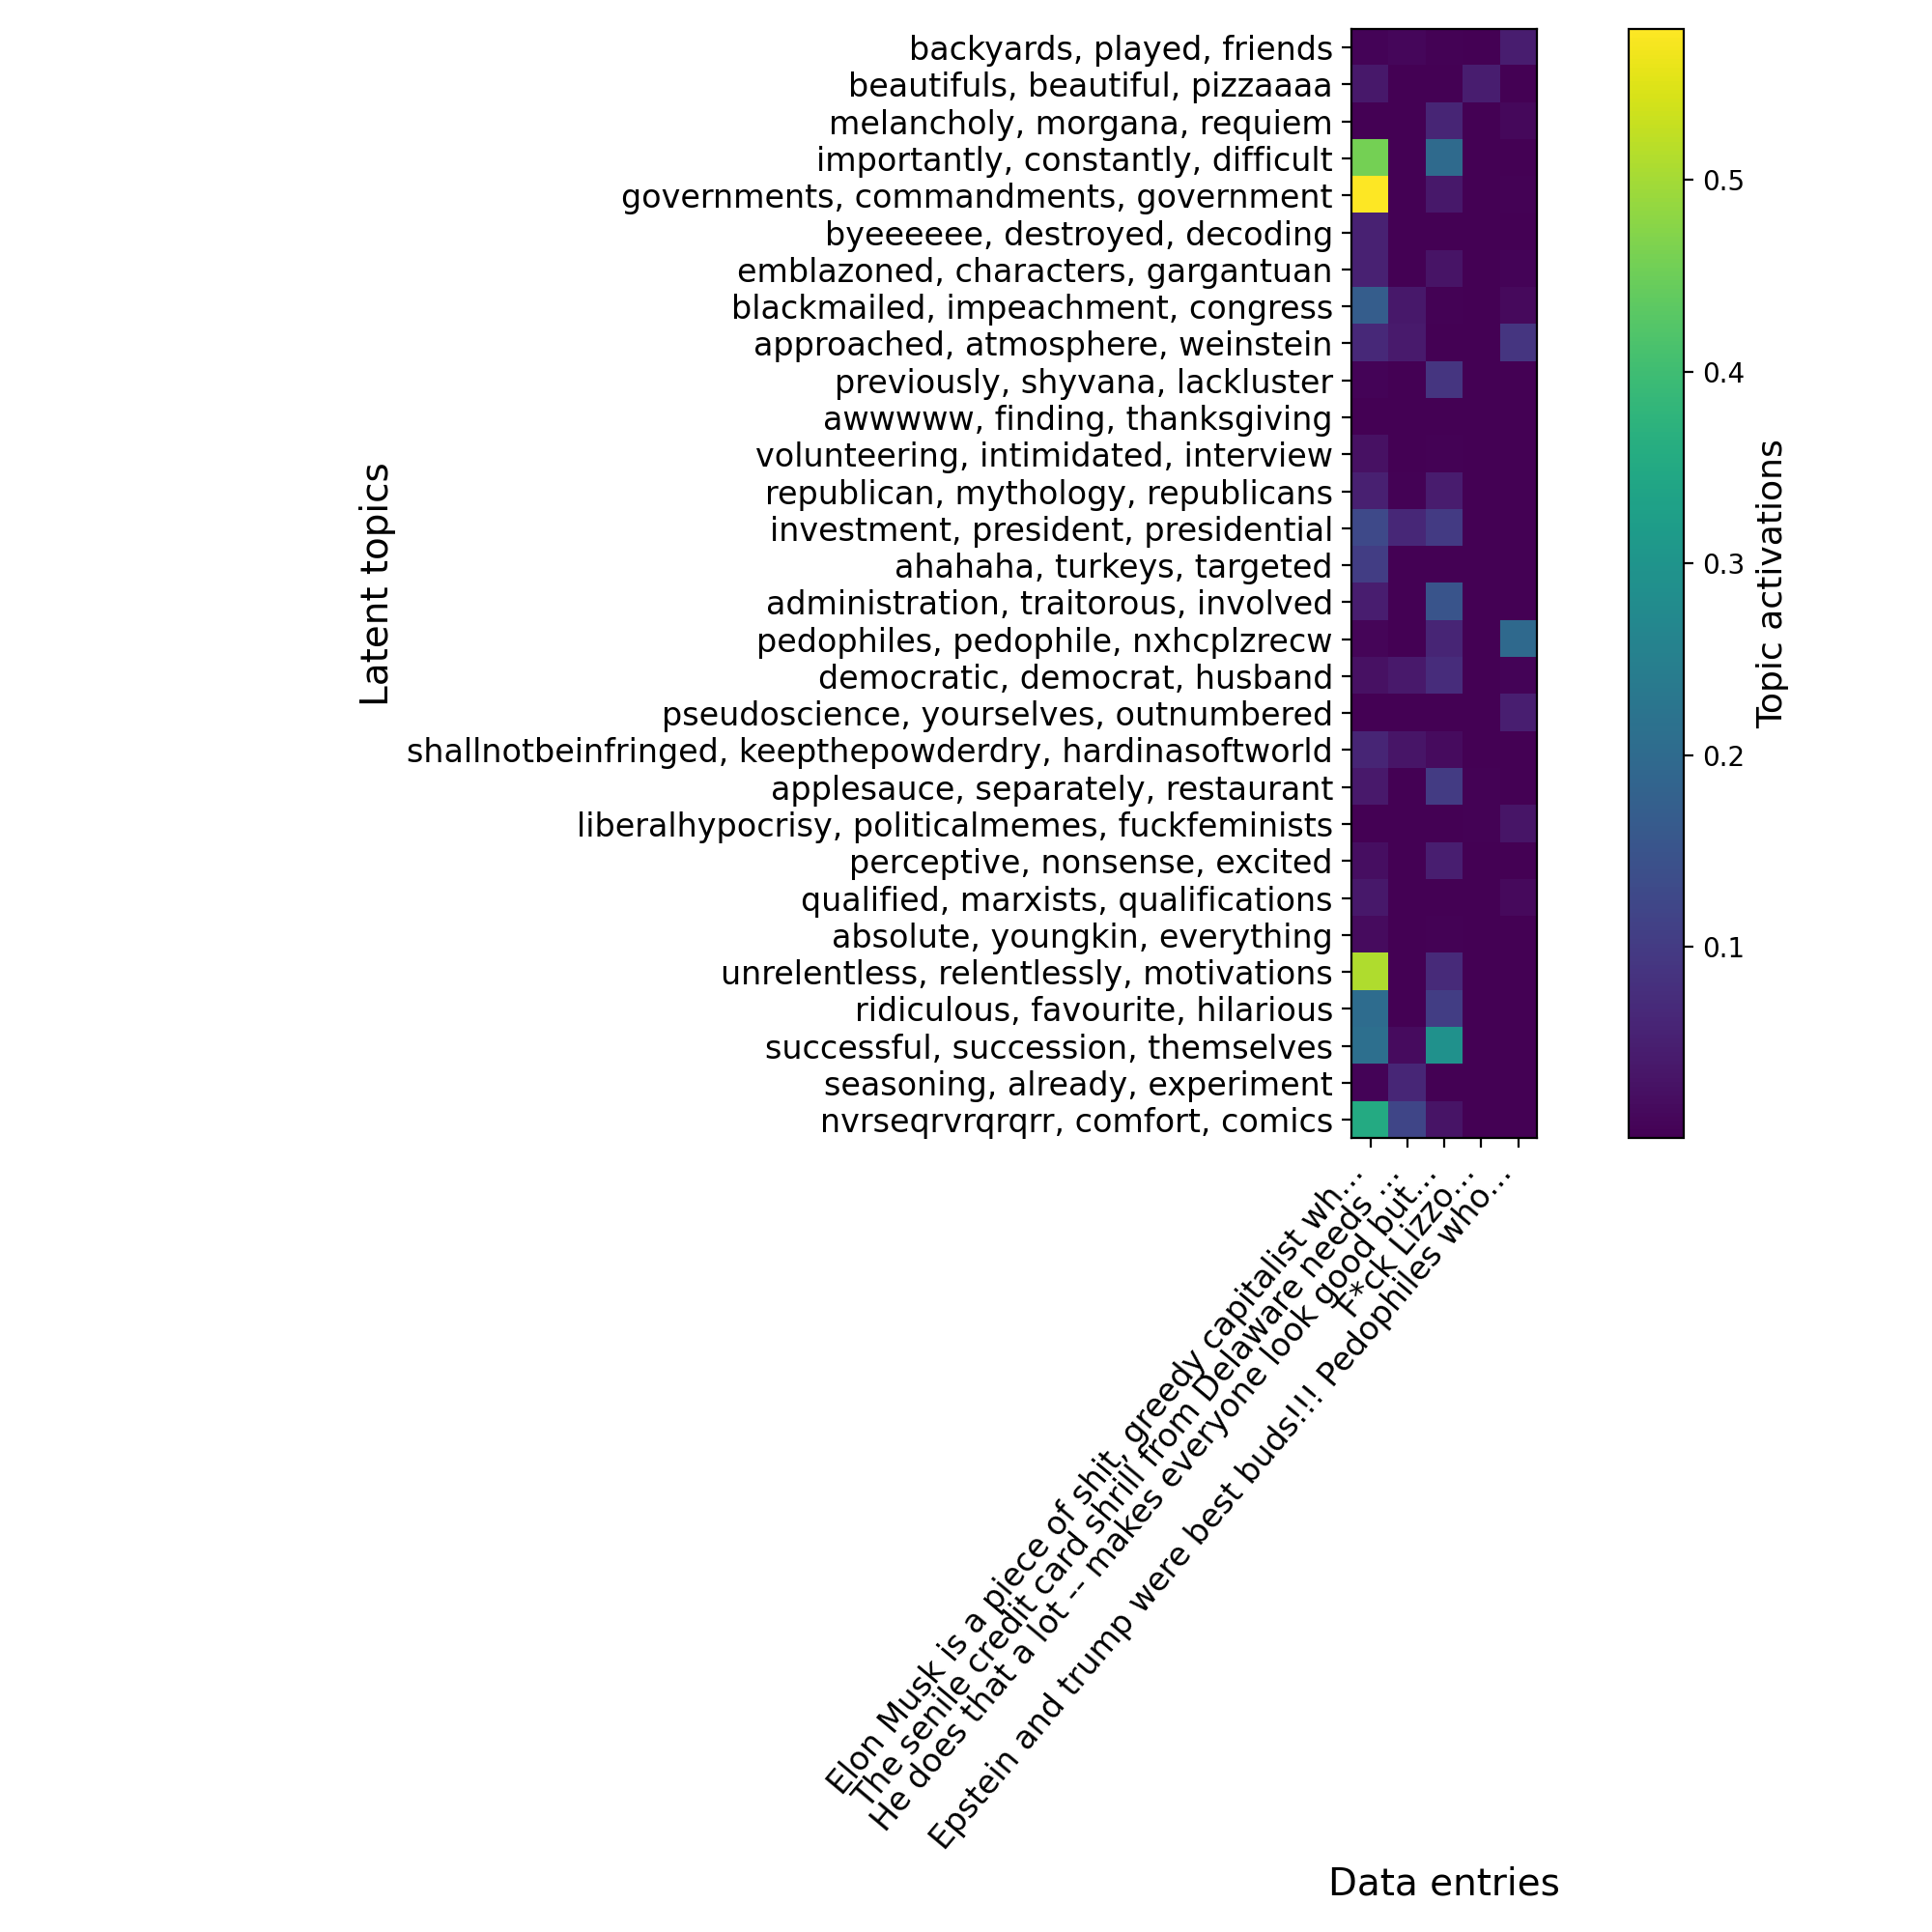 backyards, played, friends
beautifuls, beautiful, pizzaaaa
melancholy, morgana, requiem
importantly, constantly, difficult
governments, commandments, government
byeeeeee, destroyed, decoding
emblazoned, characters, gargantuan
blackmailed, impeachment, congress
approached, atmosphere, weinstein
previously, shyvana, lackluster
awwwww, finding, thanksgiving
volunteering, intimidated, interview
republican, mythology, republicans
investment, president, presidential
ahahaha, turkeys, targeted
administration, traitorous, involved
pedophiles, pedophile, nxhcplzrecw
democratic, democrat, husband
pseudoscience, yourselves, outnumbered
shallnotbeinfringed, keepthepowderdry, hardinasoftworld
applesauce, separately, restaurant
liberalhypocrisy, politicalmemes, fuckfeminists
perceptive, nonsense, excited
qualified, marxists, qualifications
absolute, youngkin, everything
unrelentless, relentlessly, motivations
ridiculous, favourite, hilarious
successful, succession, themselves
seasoning, already, experiment
nvrseqrvrqrqrr, comfort, comics
Latent topics
Elon Musk is a piece of shit, greedy capitalist wh...
The senile credit card shrill from Delaware needs ...
He does that a lot -- makes everyone look good but...
F*ck Lizzo...
Epstein and trump were best buds!!! Pedophiles who...
Data entries
0.5
0.4
0.3
0.2
0.1
Topic activations